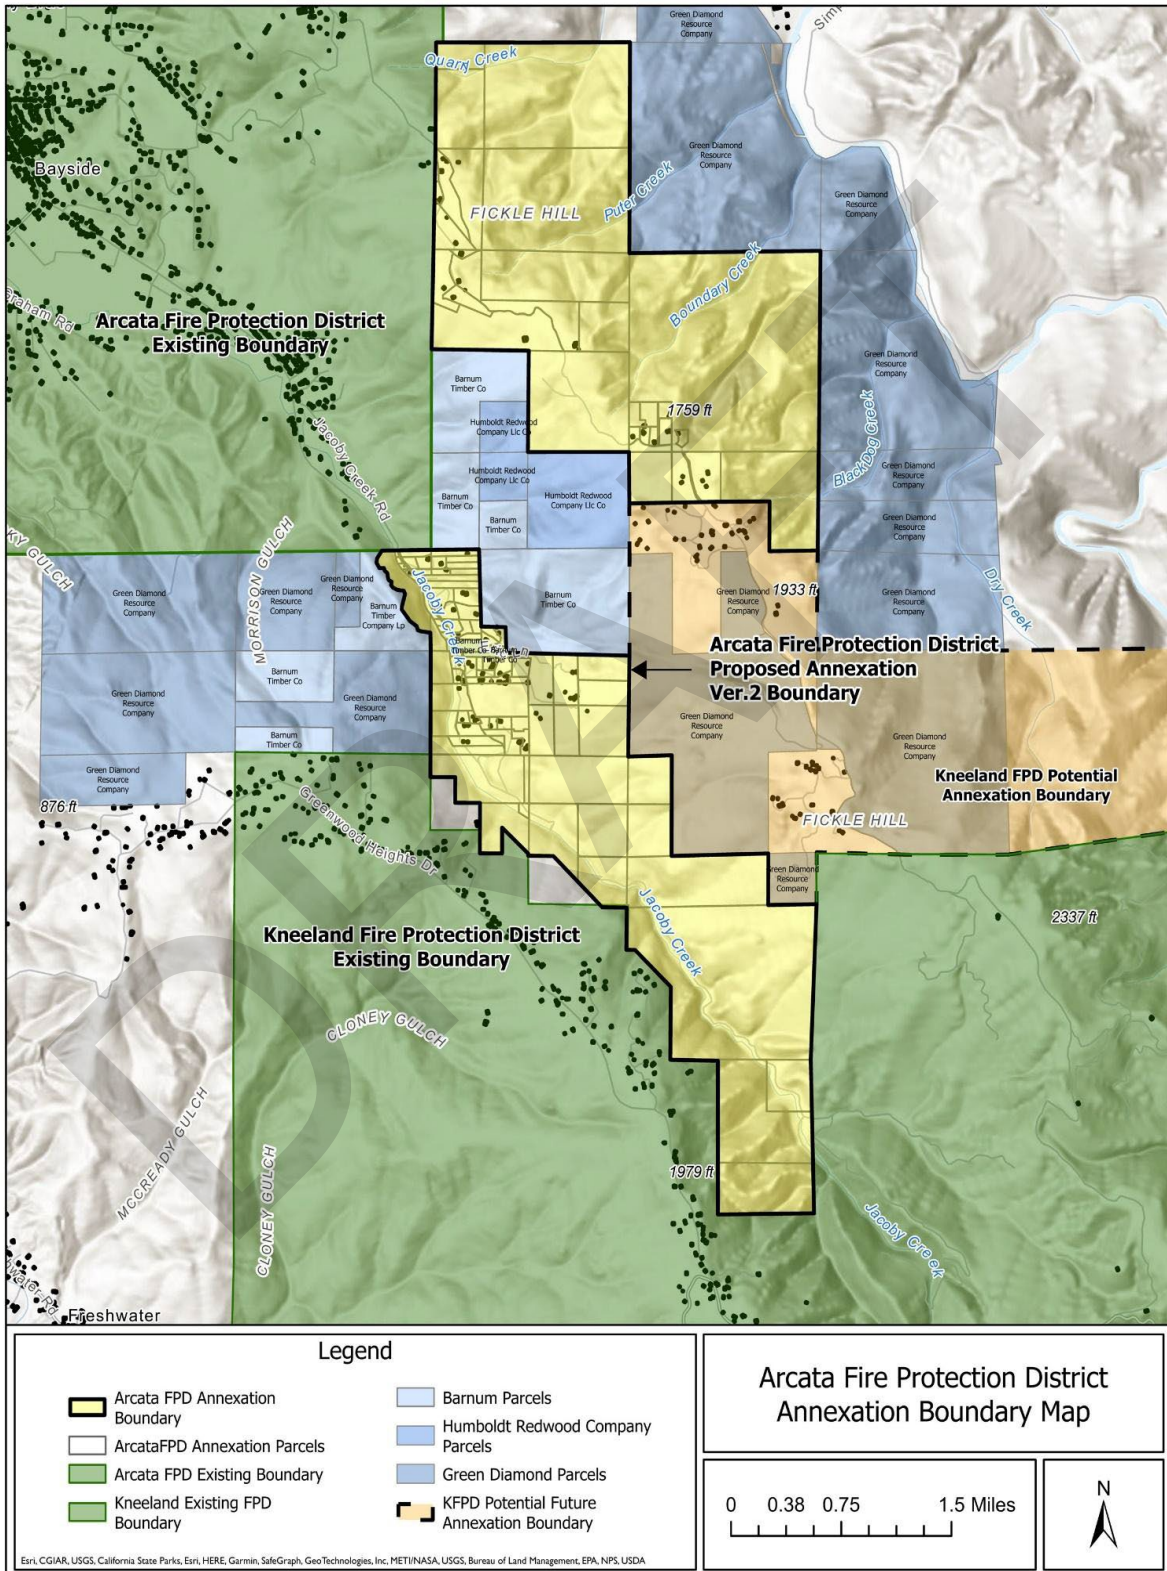 Green Diamond
Resource
Company
Quarry Creek
Bayside
Green Diamond
Resource
Company
Green Diamond
Resource
Company
Puter Creek
FICKLE HILL
Boundary Creek
Graham Rd
Arcata Fire Protection District
Existing Boundary
Green Diamond
Resource
Company
Barnum
Timber Co
1759 ft
Humboldt Redwood
Company Llc Co
Jacoby Creek Rd
Black Dog Creek
Humboldt Redwood
Company Llc Co
Green Diamond
Resource
Company
Barnum
Timber Co
Humboldt Redwood
Company Llc Co
Barnum
Timber Co
Green Diamond
Resource
Company
KY GULCH
MORRISON GULCH
Green Diamond
Resource
Company
Green Diamond
Resource
Company
Green Diamond
Resource
Company
Barnum
Timber
Company Lp
Jacoby Creek
Barnum
Timber Co
Green Diamond
Resource
Company
1933 ft
Green Diamond
Resource
Company
Dry Creek
Barnum
Timber Co
Timber Co
Arcata Fire Protection District
Proposed Annexation
Ver.2 Boundary
Barnum
Timber Co
Green Diamond
Resource
Company
Green Diamond
Resource
Company
Green Diamond
Resource
Company
Green Diamond
Resource
Company
Barnum
Timber Co
Green Diamond
Resource
Company
Kneeland FPD Potential
Annexation Boundary
876 ft
Greenwood Heights Dr
FICKLE HILL
Green Diamond
Resource
Company
Jacoby Creek
2337 ft
Kneeland Fire Protection District
Existing Boundary
CLONEY GULCH
MCCREADY GULCH
CLONEY GULCH
1979 ft
Jacoby Creek
hwater Rd
Freshwater
DRAFT
Legend
Arcata FPD Annexation
Boundary
ArcataFPD Annexation Parcels
Arcata FPD Existing Boundary
Kneeland Existing FPD
Boundary
Barnum Parcels
Humboldt Redwood Company
Parcels
Green Diamond Parcels
KFPD Potential Future
Annexation Boundary
Esri, CGIAR, USGS, California State Parks, Esri, HERE, Garmin, SafeGraph, GeoTechnologies, Inc, METI/NASA, USGS, Bureau of Land Management, EPA, NPS, USDA
Arcata Fire Protection District
Annexation Boundary Map
0 0.38 0.75 1.5 Miles
N